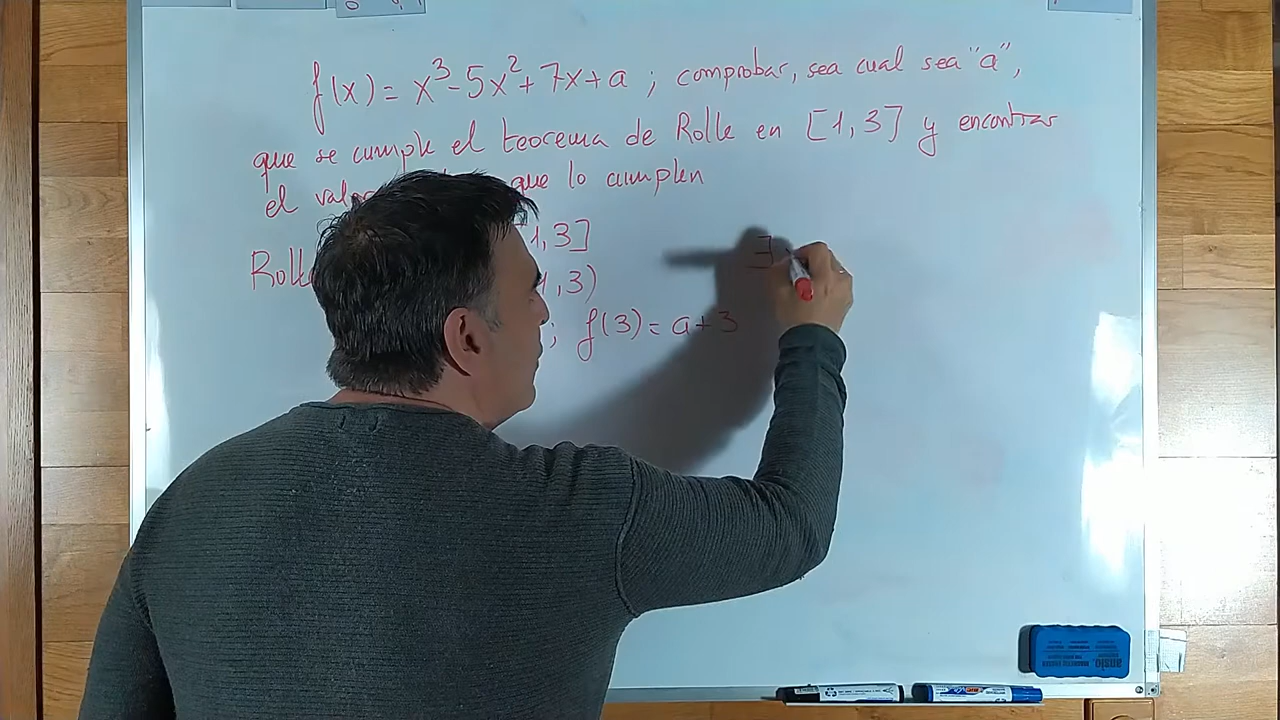 f(x) = x³-5x²+7x+a ; comprobar, sea cual sea "a",
que se cumple el teorema de Rolle en [1,3] y encontrar
el que lo cumplen
Rolle 1,3]
1,3)
; f(3) = a+3
∃
ansio.